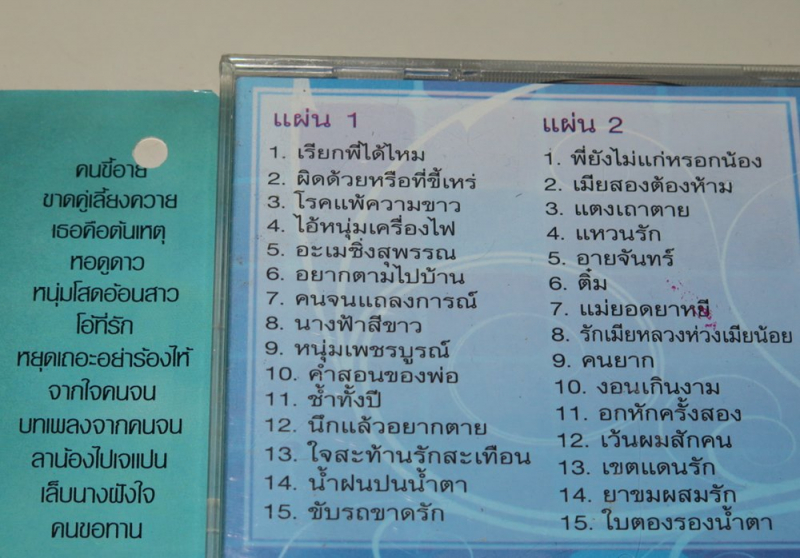 คนขี้อาย
ขาดคู่เลี้ยงควาย
เธอคือต้นเหตุ
หอดูดาว
หนุ่มโสดอ้อนสาว
โอ้ที่รัก
หยุดเถอะอย่าร้องไห้
จากใจคนจน
บทเพลงจากคนจน
ลาน้องไปเจแปน
เล็บนางฝังใจ
คนขอทาน
แผ่น 1
1. เรียกพี่ได้ไหม
2. ผิดด้วยหรือที่ขี้เหร่
3. โรคแพ้ความขาว
4. ไอ้หนุ่มเครื่องไฟ
5. อะเมซิ่งสุพรรณ
6. อยากตามไปบ้าน
7. คนจนแถลงการณ์
8. นางฟ้าสีขาว
9. หนุ่มเพชรบูรณ์
10. คำสอนของพ่อ
11. ช้ำทั้งปี
12. นึกแล้วอยากตาย
13. ใจสะท้านรักสะเทือน
14. น้ำฝนปนน้ำตา
15. ขับรถขาดรัก
แผ่น 2
1. พี่ยังไม่แก่หรอกน้อง
2. เมียสองต้องห้าม
3. แตงเถาตาย
4. แหวนรัก
5. อายจันทร์
6. ติ๋ม
7. แม่ยอดยาหยี
8. รักเมียหลวงห่วงเมียน้อย
9. คนยาก
10. งอนเกินงาม
11. อกหักครั้งสอง
12. เว้นผมสักคน
13. เขตแดนรัก
14. ยาขมผสมรัก
15. ใบตองรองน้ำตา